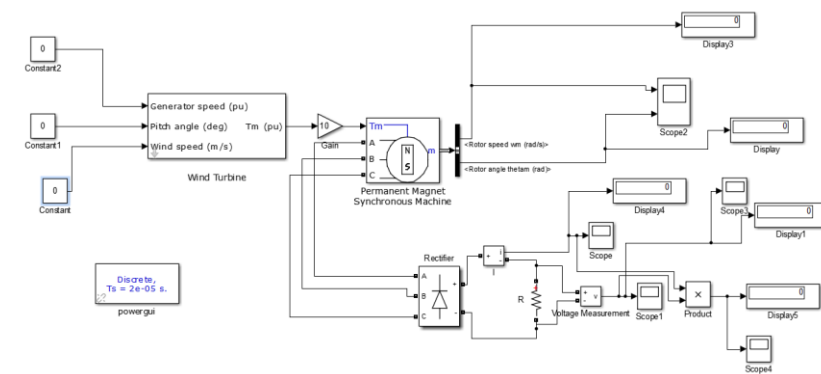 0
Display3
0
Constant2
Generator speed (pu)
Pitch angle (deg) Tm (pu)
Wind speed (m/s)
Wind Turbine
0
Constant1
0
Constant
10
Gain
Tm
A
B
C
N
S
m
Permanent Magnet
Synchronous Machine
<Rotor speed wm (rad/s)>
<Rotor angle thetam (rad)>
Scope2
0
Display
0
Display4
Scope3
0
Display1
Scope
Discrete,
Ts = 2e-05 s.
powergui
Rectifier
A
B
C
+
-
+
-
i
I
R
+
-
v
Voltage Measurement
Scope1
×
Product
0
Display5
Scope4